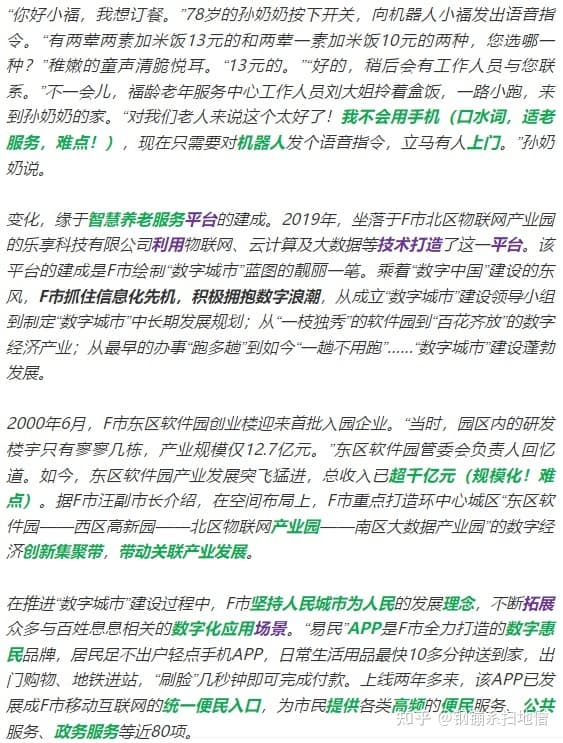 “你好小福，我想订餐。”78岁的孙奶奶按下开关，向机器人小福发出语音指
令。“有两荤两素加米饭13元的和两荤一素加米饭10元的两种，您选哪一
种？”稚嫩的童声清脆悦耳。“13元的。”“好的，稍后会有工作人员与您联
系。”不一会儿，福龄老年服务中心工作人员刘大姐拎着盒饭，一路小跑，来
到孙奶奶的家。“对我们老人来说这个太好了！我不会用手机（口水词，适老
服务，难点！），现在只需要对机器人发个语音指令，立马有人上门。”孙奶
奶说。
变化，缘于智慧养老服务平台的建成。2019年，坐落于F市北区物联网产业园
的乐享科技有限公司利用物联网、云计算及大数据等技术打造了这一平台。该
平台的建成是F市绘制“数字城市”蓝图的靓丽一笔。乘着“数字中国”建设的东
风，F市抓住信息化先机，积极拥抱数字浪潮，从成立“数字城市”建设领导小组
到制定“数字城市”中长期发展规划；从“一枝独秀”的软件园到“百花齐放”的数字
经济产业；从最早的办事“跑多趟”到如今“一趟不用跑”……“数字城市”建设蓬勃
发展。
2000年6月，F市东区软件园创业楼迎来首批入园企业。“当时，园区内的研发
楼宇只有寥寥几栋，产业规模仅12.7亿元。”东区软件园管委会负责人回忆
道。如今，东区软件园产业发展突飞猛进，总收入已超千亿元（规模化！难
点）。据F市汪副市长介绍，在空间布局上，F市重点打造环中心城区“东区软
件园——西区高新园——北区物联网产业园——南区大数据产业园”的数字经
济创新集聚带，带动关联产业发展。
在推进“数字城市”建设过程中，F市坚持人民城市为人民的发展理念，不断拓展
众多与百姓息息相关的数字化应用场景。“易民”APP是F市全力打造的数字惠
民品牌，居民足不出户轻点手机APP，日常生活用品最快10多分钟送到家，出
门购物、地铁进站，“刷脸”几秒钟即可完成付款。上线两年多来，该APP已发
展成F市移动互联网的统一便民入口，为市民提供各类高频的便民服务、公共
服务、政务服务等近80项。
知乎 @钢镚杀扫地僧